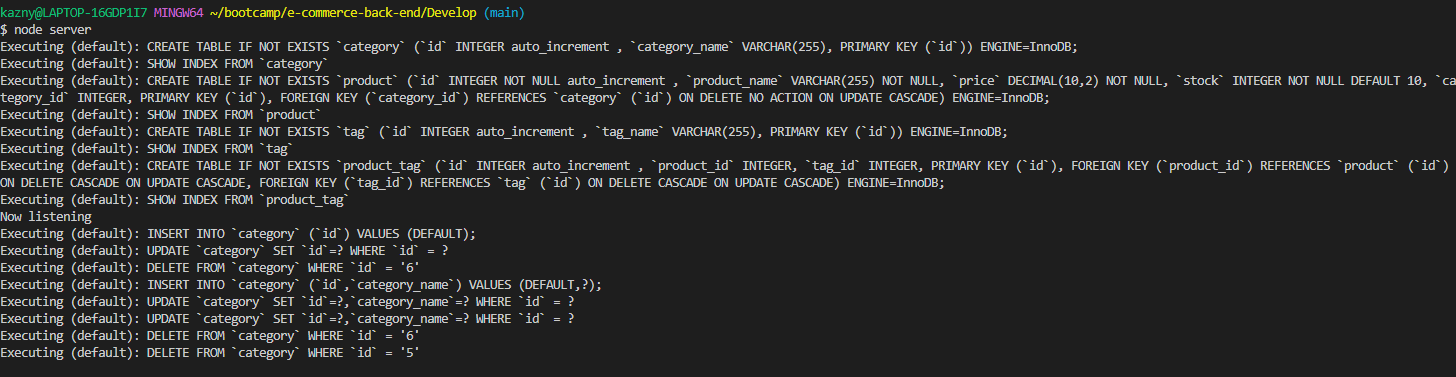 kazny@LAPTOP-16GDP1I7 MINGW64 ~/bootcamp/e-commerce-back-end/Develop (main)
$ node server
Executing (default): CREATE TABLE IF NOT EXISTS `category` (`id` INTEGER auto_increment , `category_name` VARCHAR(255), PRIMARY KEY (`id`)) ENGINE=InnoDB;
Executing (default): SHOW INDEX FROM `category`
Executing (default): CREATE TABLE IF NOT EXISTS `product` (`id` INTEGER NOT NULL auto_increment , `product_name` VARCHAR(255) NOT NULL, `price` DECIMAL(10,2) NOT NULL, `stock` INTEGER NOT NULL DEFAULT 10, `ca
tegory_id` INTEGER, PRIMARY KEY (`id`), FOREIGN KEY (`category_id`) REFERENCES `category` (`id`) ON DELETE NO ACTION ON UPDATE CASCADE) ENGINE=InnoDB;
Executing (default): SHOW INDEX FROM `product`
Executing (default): CREATE TABLE IF NOT EXISTS `tag` (`id` INTEGER auto_increment , `tag_name` VARCHAR(255), PRIMARY KEY (`id`)) ENGINE=InnoDB;
Executing (default): SHOW INDEX FROM `tag`
Executing (default): CREATE TABLE IF NOT EXISTS `product_tag` (`id` INTEGER auto_increment , `product_id` INTEGER, `tag_id` INTEGER, PRIMARY KEY (`id`), FOREIGN KEY (`product_id`) REFERENCES `product` (`id`)
ON DELETE CASCADE ON UPDATE CASCADE, FOREIGN KEY (`tag_id`) REFERENCES `tag` (`id`) ON DELETE CASCADE ON UPDATE CASCADE) ENGINE=InnoDB;
Executing (default): SHOW INDEX FROM `product_tag`
Now listening
Executing (default): INSERT INTO `category` (`id`) VALUES (DEFAULT);
Executing (default): UPDATE `category` SET `id`=? WHERE `id` = ?
Executing (default): DELETE FROM `category` WHERE `id` = '6'
Executing (default): INSERT INTO `category` (`id`,`category_name`) VALUES (DEFAULT,?);
Executing (default): UPDATE `category` SET `id`=?,`category_name`=? WHERE `id` = ?
Executing (default): UPDATE `category` SET `id`=?,`category_name`=? WHERE `id` = ?
Executing (default): DELETE FROM `category` WHERE `id` = '6'
Executing (default): DELETE FROM `category` WHERE `id` = '5'